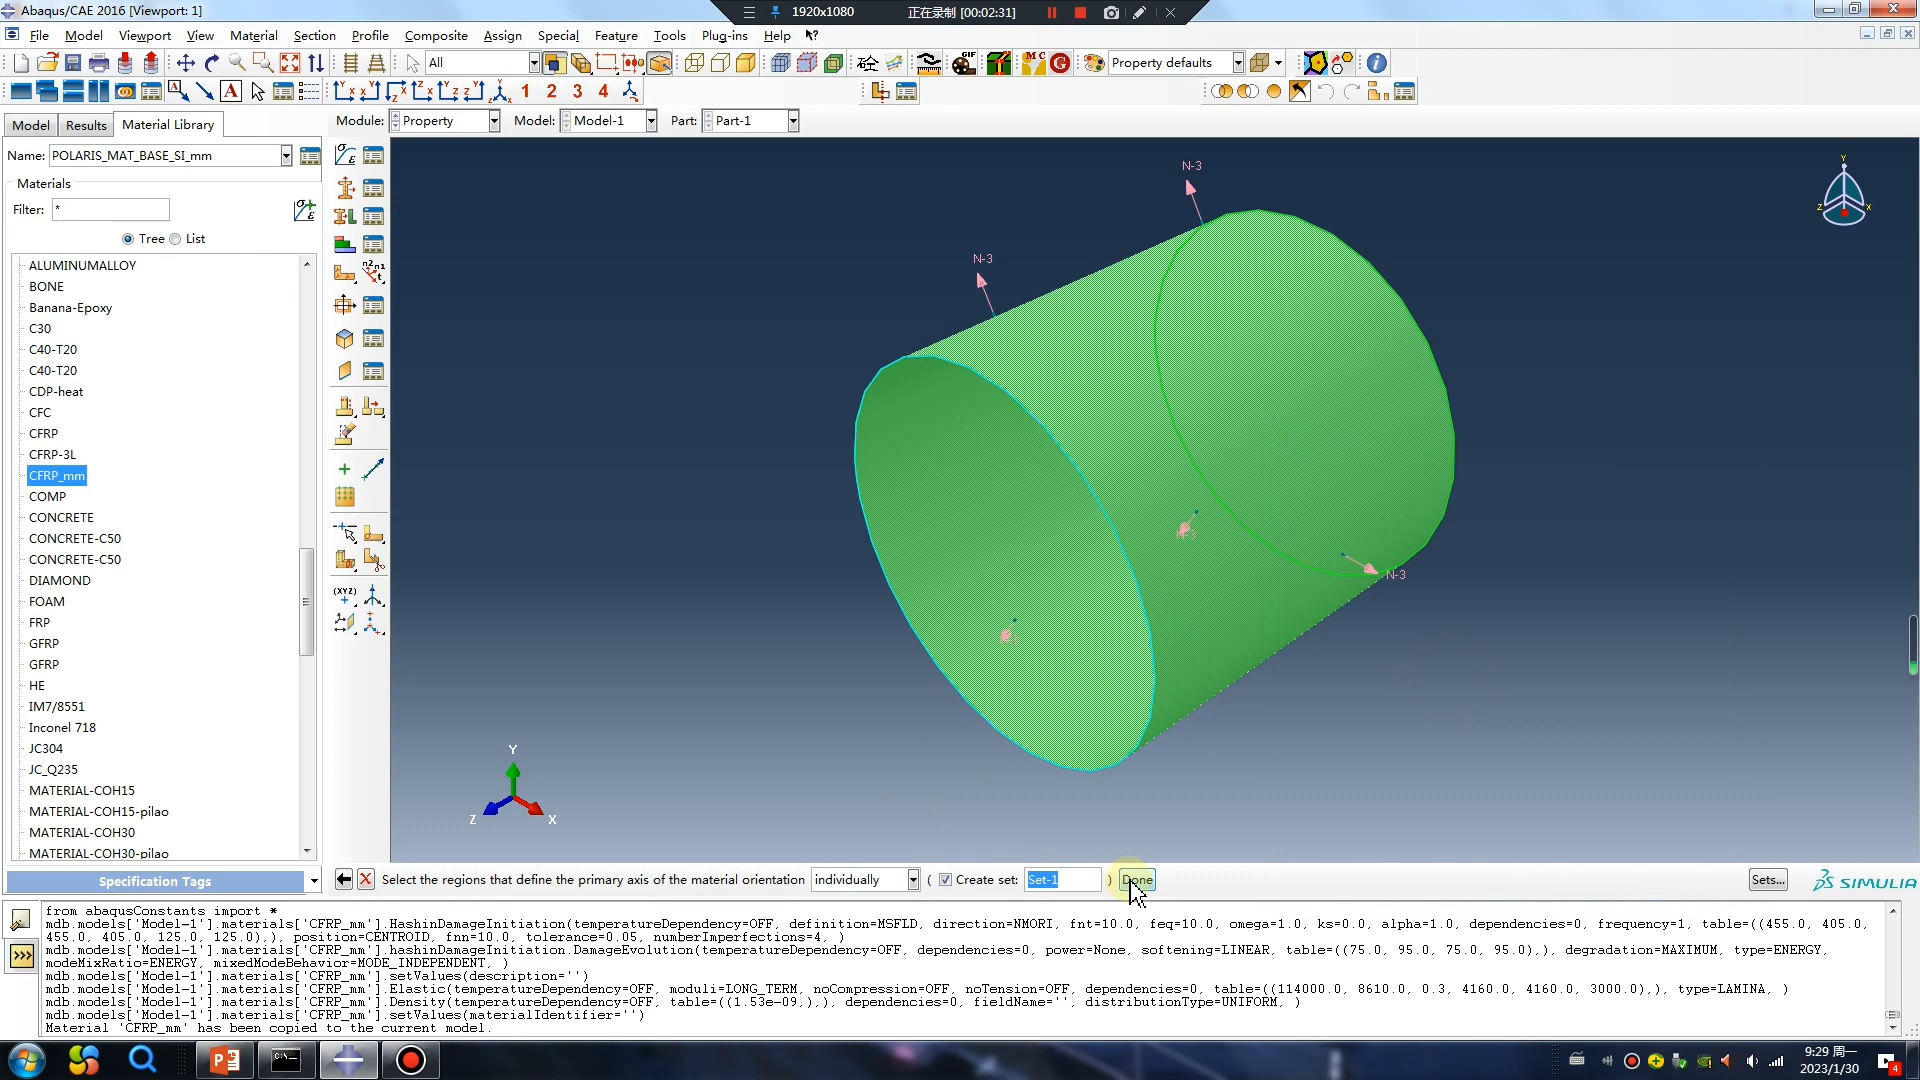 Abaqus/CAE 2016 [Viewport: 1]
1920x1080
正在录制 [00:02:31]
File Model Viewport View Material Section Profile Composite Assign Special Feature Tools Plug-ins Help
All
GIF
M C
G
Property defaults
A
1 2 3 4
Model Results Material Library
Module: Property Model: Model-1 Part: Part-1
Name: POLARIS_MAT_BASE_SI_mm
Materials
Filter: *
Tree List
ALUMINUMALLOY
BONE
Banana-Epoxy
C30
C40-T20
C40-T20
CDP-heat
CFC
CFRP
CFRP-3L
CFRP_mm
COMP
CONCRETE
CONCRETE-C50
CONCRETE-C50
DIAMOND
FOAM
FRP
GFRP
GFRP
HE
IM7/8551
Inconel 718
JC304
JC_Q235
MATERIAL-COH15
MATERIAL-COH15-pilao
MATERIAL-COH30
MATERIAL-COH30-pilao
Specification Tags
(XYZ)
N-3
N-3
N-3
N-3
Y
Z
X
Y
Z
X
Select the regions that define the primary axis of the material orientation individually ( Create set: Set-1 ) Done
Sets...
SIMULIA
from abaqusConstants import *
mdb.models['Model-1'].materials['CFRP_mm'].HashinDamageInitiation(temperatureDependency=OFF, definition=MSFLD, direction=NMORI, fnt=10.0, feq=10.0, omega=1.0, ks=0.0, alpha=1.0, dependencies=0, frequency=1, table=((455.0, 405.0,
455.0, 405.0, 125.0, 125.0),), position=CENTROID, fnn=10.0, tolerance=0.05, numberImperfections=4, )
mdb.models['Model-1'].materials['CFRP_mm'].hashinDamageInitiation.DamageEvolution(temperatureDependency=OFF, dependencies=0, power=None, softening=LINEAR, table=((75.0, 95.0, 75.0, 95.0),), degradation=MAXIMUM, type=ENERGY,
modeMixRatio=ENERGY, mixedModeBehavior=MODE_INDEPENDENT, )
mdb.models['Model-1'].materials['CFRP_mm'].setValues(description='')
mdb.models['Model-1'].materials['CFRP_mm'].Elastic(temperatureDependency=OFF, moduli=LONG_TERM, noCompression=OFF, noTension=OFF, dependencies=0, table=((114000.0, 8610.0, 0.3, 4160.0, 4160.0, 3000.0),), type=LAMINA, )
mdb.models['Model-1'].materials['CFRP_mm'].Density(temperatureDependency=OFF, table=((1.53e-09,),), dependencies=0, fieldName='', distributionType=UNIFORM, )
mdb.models['Model-1'].materials['CFRP_mm'].setValues(materialIdentifier='')
Material 'CFRP_mm' has been copied to the current model.
9:29 周一
2023/1/30
4